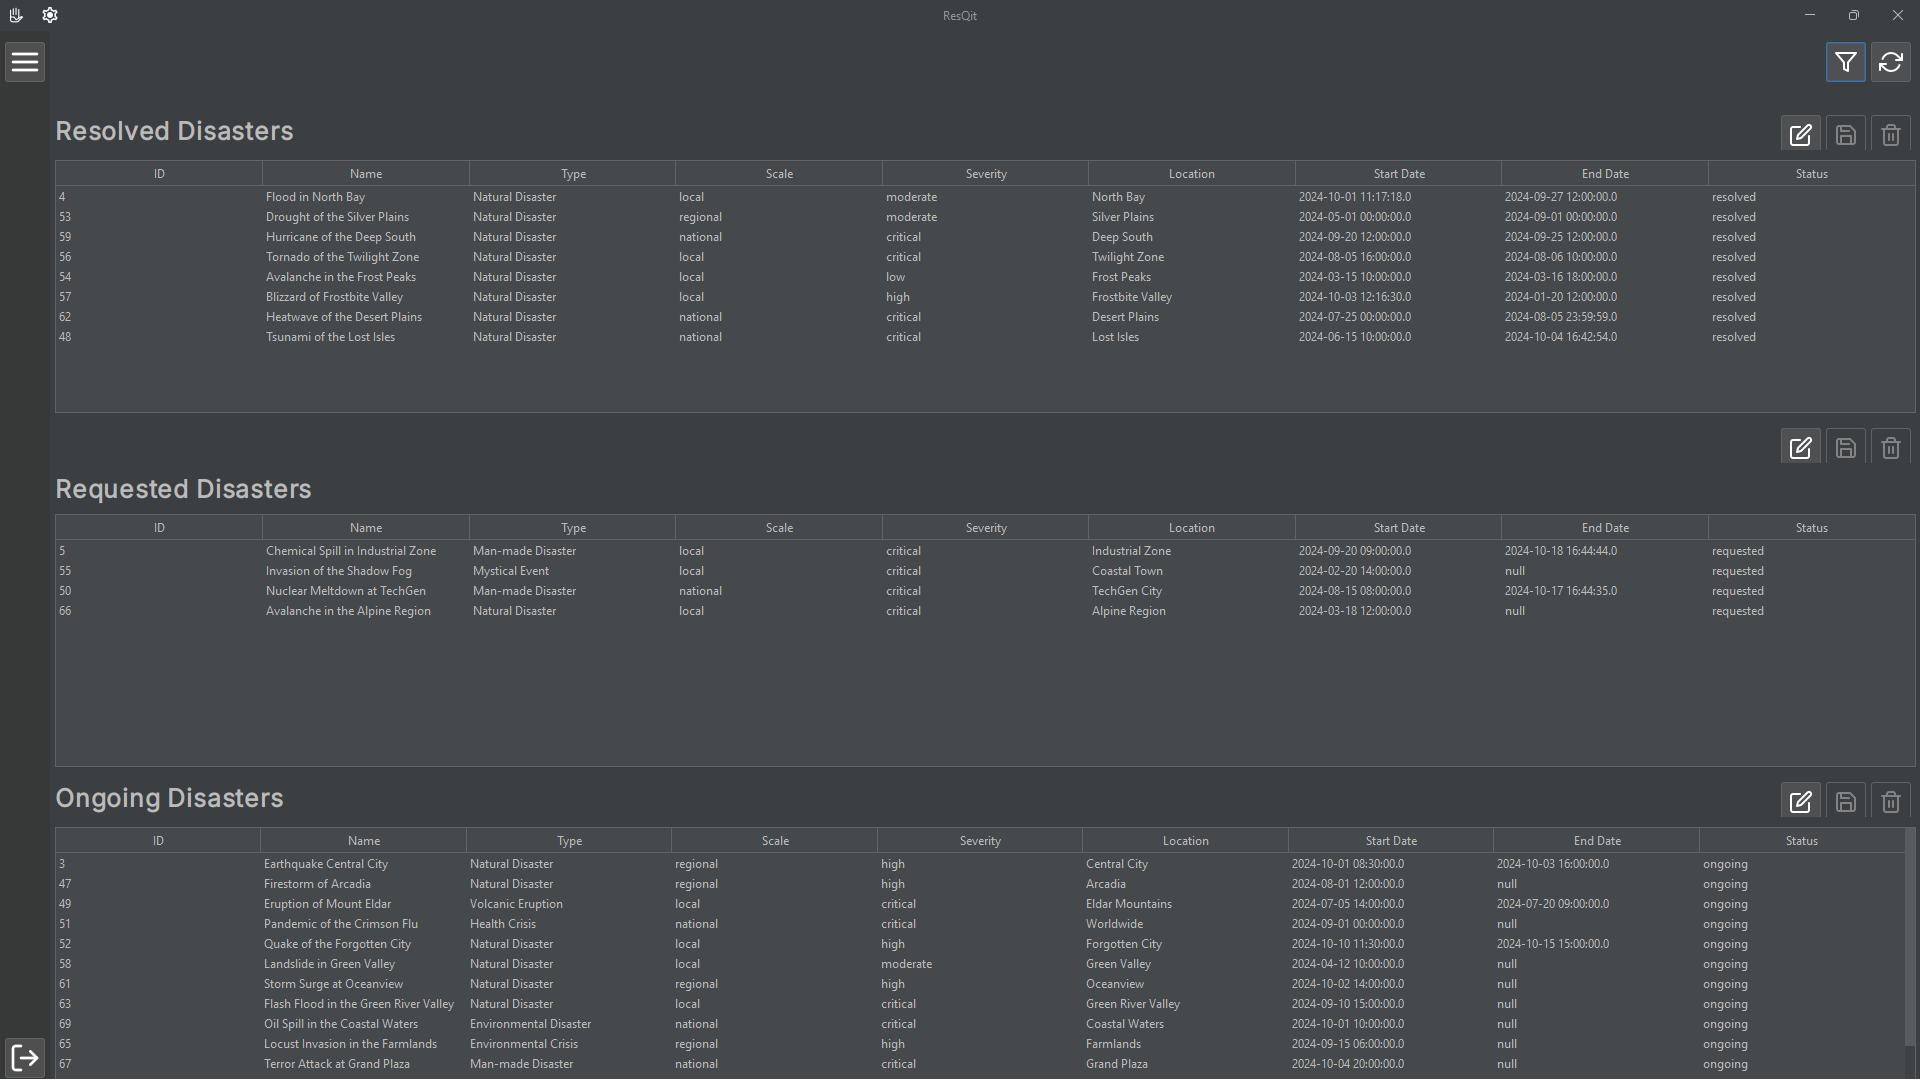 ResQit
Resolved Disasters
ID Name Type Scale Severity Location Start Date End Date Status
4 Flood in North Bay Natural Disaster local moderate North Bay 2024-10-01 11:17:18.0 2024-09-27 12:00:00.0 resolved
53 Drought of the Silver Plains Natural Disaster regional moderate Silver Plains 2024-05-01 00:00:00.0 2024-09-01 00:00:00.0 resolved
59 Hurricane of the Deep South Natural Disaster national critical Deep South 2024-09-20 12:00:00.0 2024-09-25 12:00:00.0 resolved
56 Tornado of the Twilight Zone Natural Disaster local critical Twilight Zone 2024-08-05 16:00:00.0 2024-08-06 10:00:00.0 resolved
54 Avalanche in the Frost Peaks Natural Disaster local low Frost Peaks 2024-03-15 10:00:00.0 2024-03-16 18:00:00.0 resolved
57 Blizzard of Frostbite Valley Natural Disaster local high Frostbite Valley 2024-10-03 12:16:30.0 2024-01-20 12:00:00.0 resolved
62 Heatwave of the Desert Plains Natural Disaster national critical Desert Plains 2024-07-25 00:00:00.0 2024-08-05 23:59:59.0 resolved
48 Tsunami of the Lost Isles Natural Disaster national critical Lost Isles 2024-06-15 10:00:00.0 2024-10-04 16:42:54.0 resolved
Requested Disasters
ID Name Type Scale Severity Location Start Date End Date Status
5 Chemical Spill in Industrial Zone Man-made Disaster local critical Industrial Zone 2024-09-20 09:00:00.0 2024-10-18 16:44:44.0 requested
55 Invasion of the Shadow Fog Mystical Event local critical Coastal Town 2024-02-20 14:00:00.0 null requested
50 Nuclear Meltdown at TechGen Man-made Disaster national critical TechGen City 2024-08-15 08:00:00.0 2024-10-17 16:44:35.0 requested
66 Avalanche in the Alpine Region Natural Disaster local critical Alpine Region 2024-03-18 12:00:00.0 null requested
Ongoing Disasters
ID Name Type Scale Severity Location Start Date End Date Status
3 Earthquake Central City Natural Disaster regional high Central City 2024-10-01 08:30:00.0 2024-10-03 16:00:00.0 ongoing
47 Firestorm of Arcadia Natural Disaster regional high Arcadia 2024-08-01 12:00:00.0 null ongoing
49 Eruption of Mount Eldar Volcanic Eruption local critical Eldar Mountains 2024-07-05 14:00:00.0 2024-07-20 09:00:00.0 ongoing
51 Pandemic of the Crimson Flu Health Crisis national critical Worldwide 2024-09-01 00:00:00.0 null ongoing
52 Quake of the Forgotten City Natural Disaster local high Forgotten City 2024-10-10 11:30:00.0 2024-10-15 15:00:00.0 ongoing
58 Landslide in Green Valley Natural Disaster local moderate Green Valley 2024-04-12 10:00:00.0 null ongoing
61 Storm Surge at Oceanview Natural Disaster regional high Oceanview 2024-10-02 14:00:00.0 null ongoing
63 Flash Flood in the Green River Valley Natural Disaster local critical Green River Valley 2024-09-10 15:00:00.0 null ongoing
69 Oil Spill in the Coastal Waters Environmental Disaster national critical Coastal Waters 2024-10-01 10:00:00.0 null ongoing
65 Locust Invasion in the Farmlands Environmental Crisis regional high Farmlands 2024-09-15 06:00:00.0 null ongoing
67 Terror Attack at Grand Plaza Man-made Disaster national critical Grand Plaza 2024-10-04 20:00:00.0 null ongoing